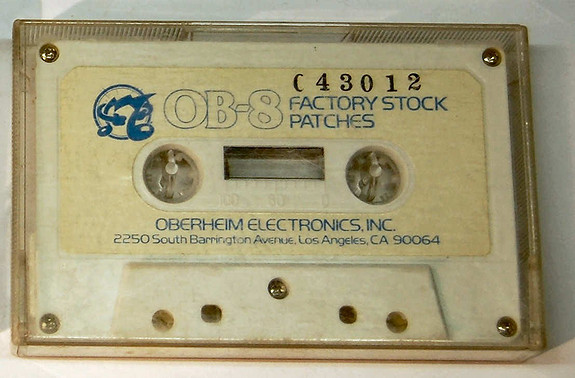 C43012
OB-8 FACTORY STOCK
PATCHES
OBERHEIM ELECTRONICS, INC.
2250 South Barrington Avenue, Los Angeles, CA 90064